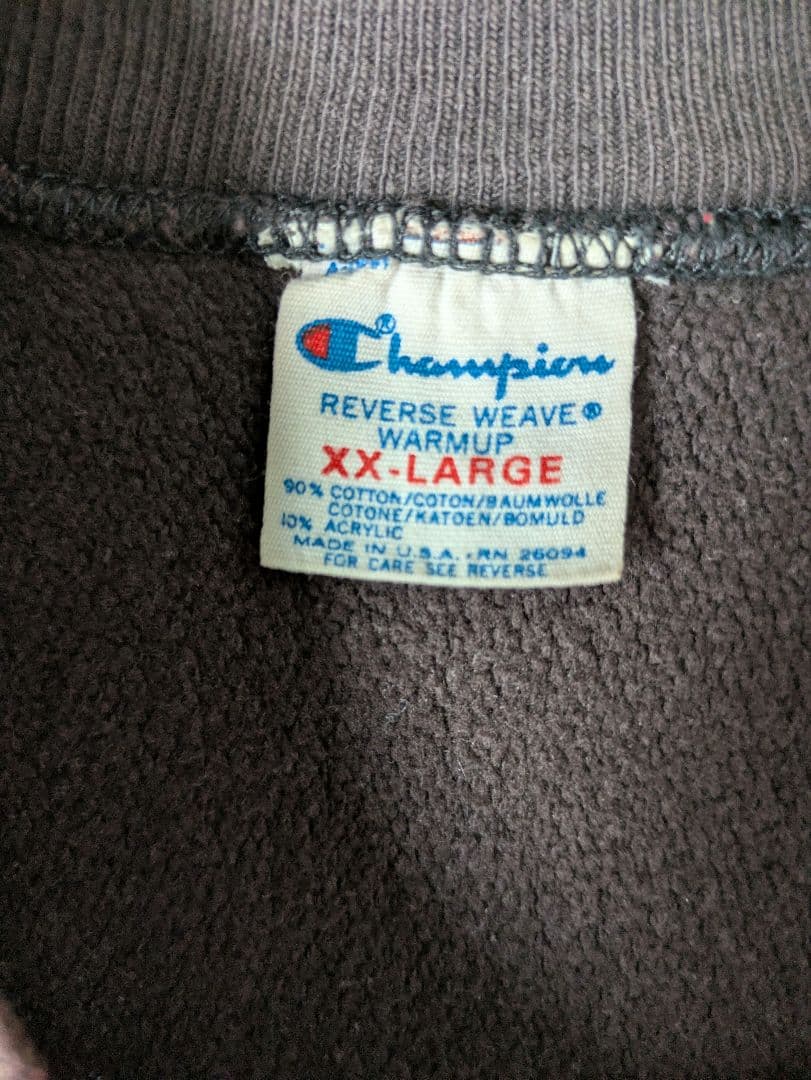 Champion®
REVERSE WEAVE®
WARMUP
XX-LARGE
90% COTTON/COTON/BAUMWOLLE
COTONE/KATOEN/BOMULD
10% ACRYLIC
MADE IN U.S.A. RN 26094
FOR CARE SEE REVERSE